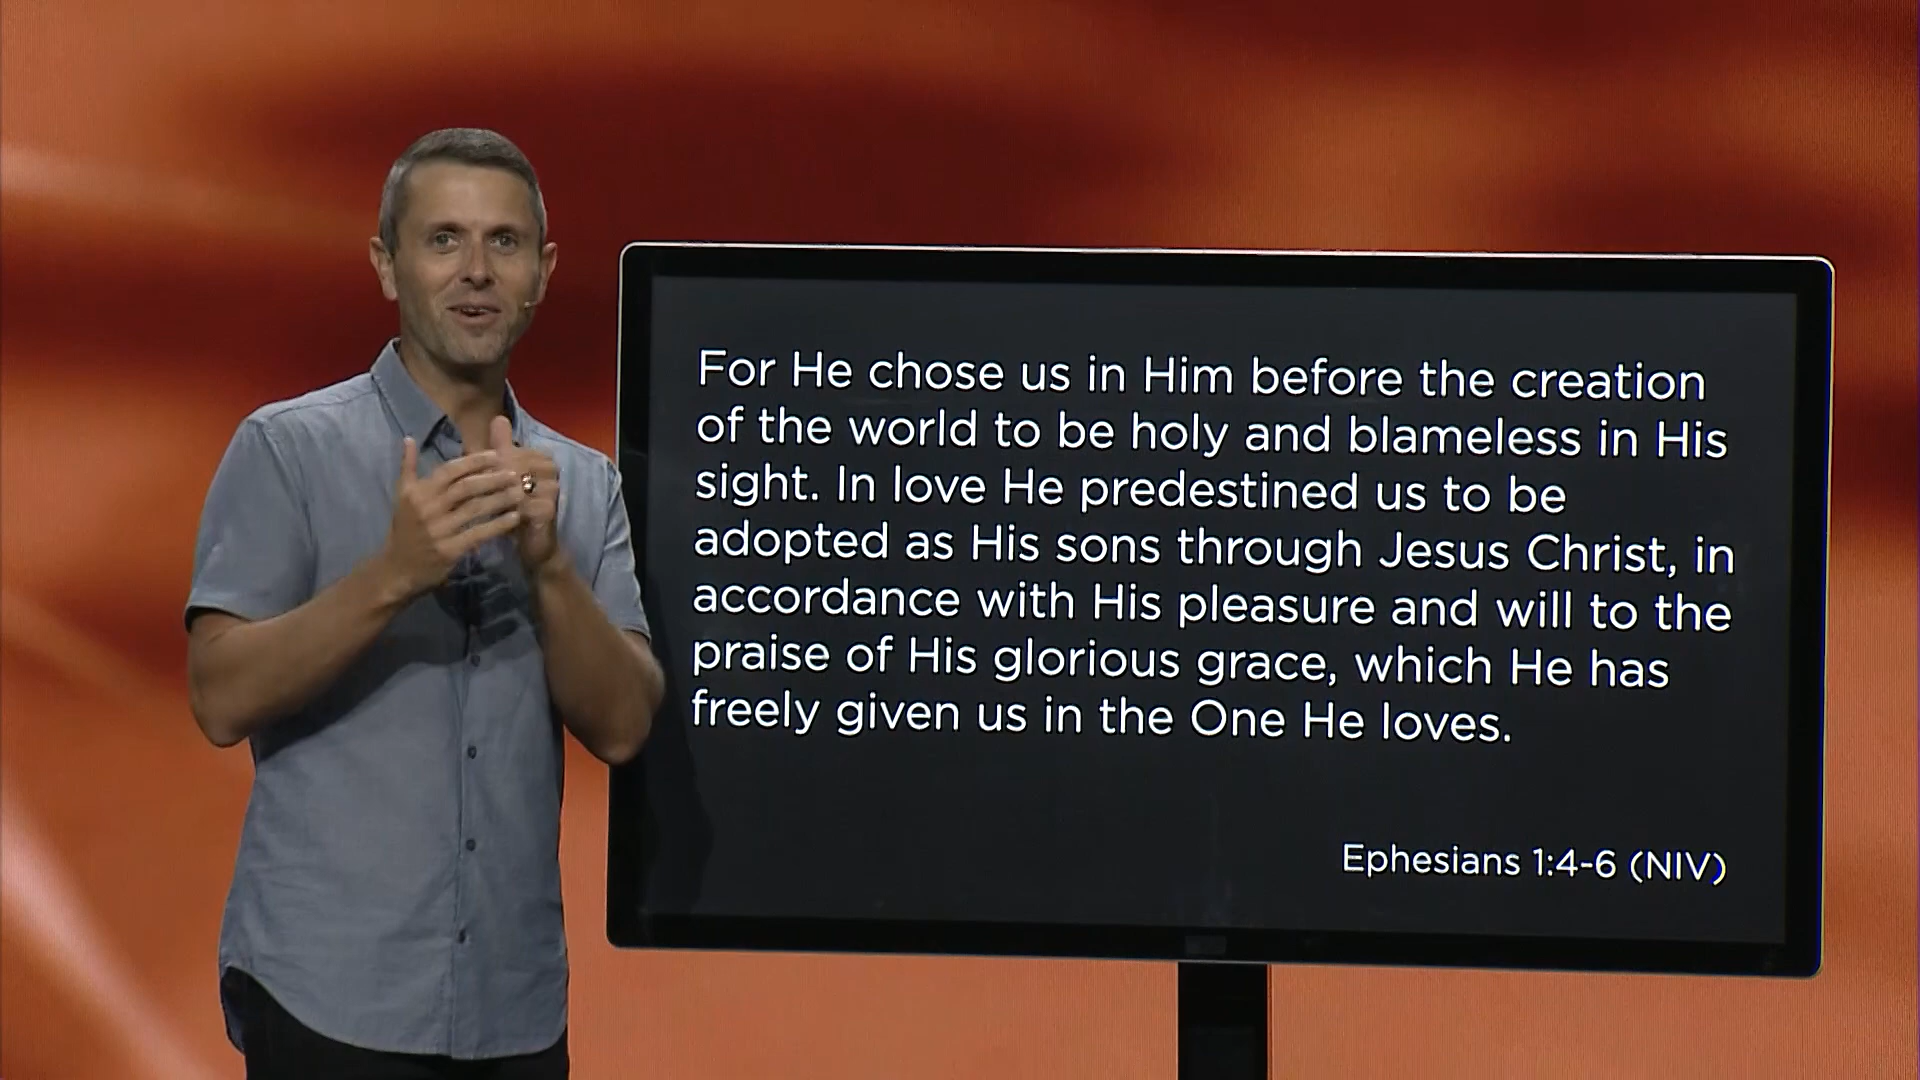 For He chose us in Him before the creation
of the world to be holy and blameless in His
sight. In love He predestined us to be
adopted as His sons through Jesus Christ, in
accordance with His pleasure and will to the
praise of His glorious grace, which He has
freely given us in the One He loves.
Ephesians 1:4-6 (NIV)